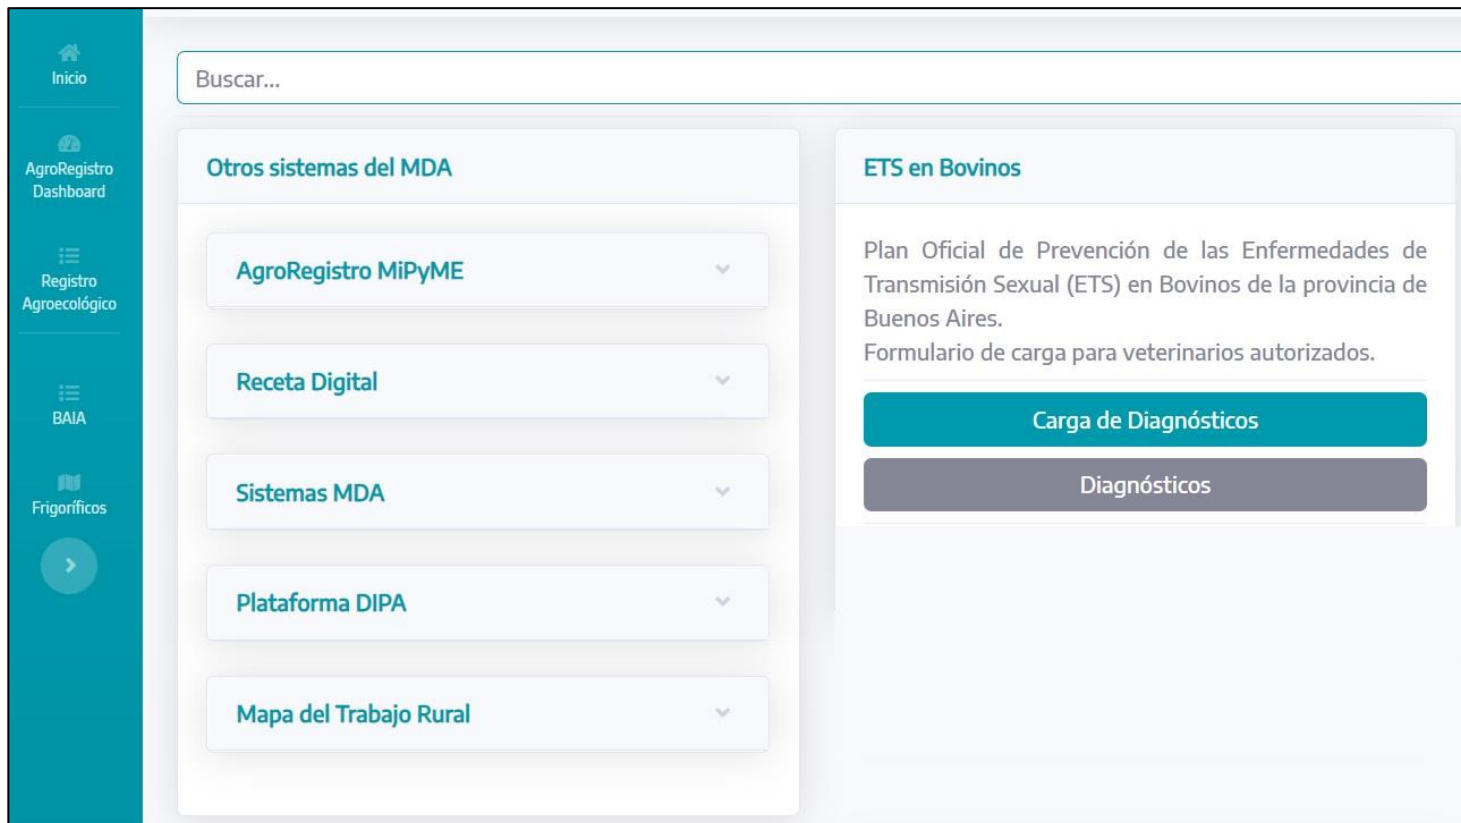 Inicio
AgroRegistro
Dashboard
Registro
Agroecológico
BAIA
Frigoríficos
Buscar...
Otros sistemas del MDA
AgroRegistro MiPyME
Receta Digital
Sistemas MDA
Plataforma DIPA
Mapa del Trabajo Rural
ETS en Bovinos
Plan Oficial de Prevención de las Enfermedades de
Transmisión Sexual (ETS) en Bovinos de la provincia de
Buenos Aires.
Formulario de carga para veterinarios autorizados.
Carga de Diagnósticos
Diagnósticos